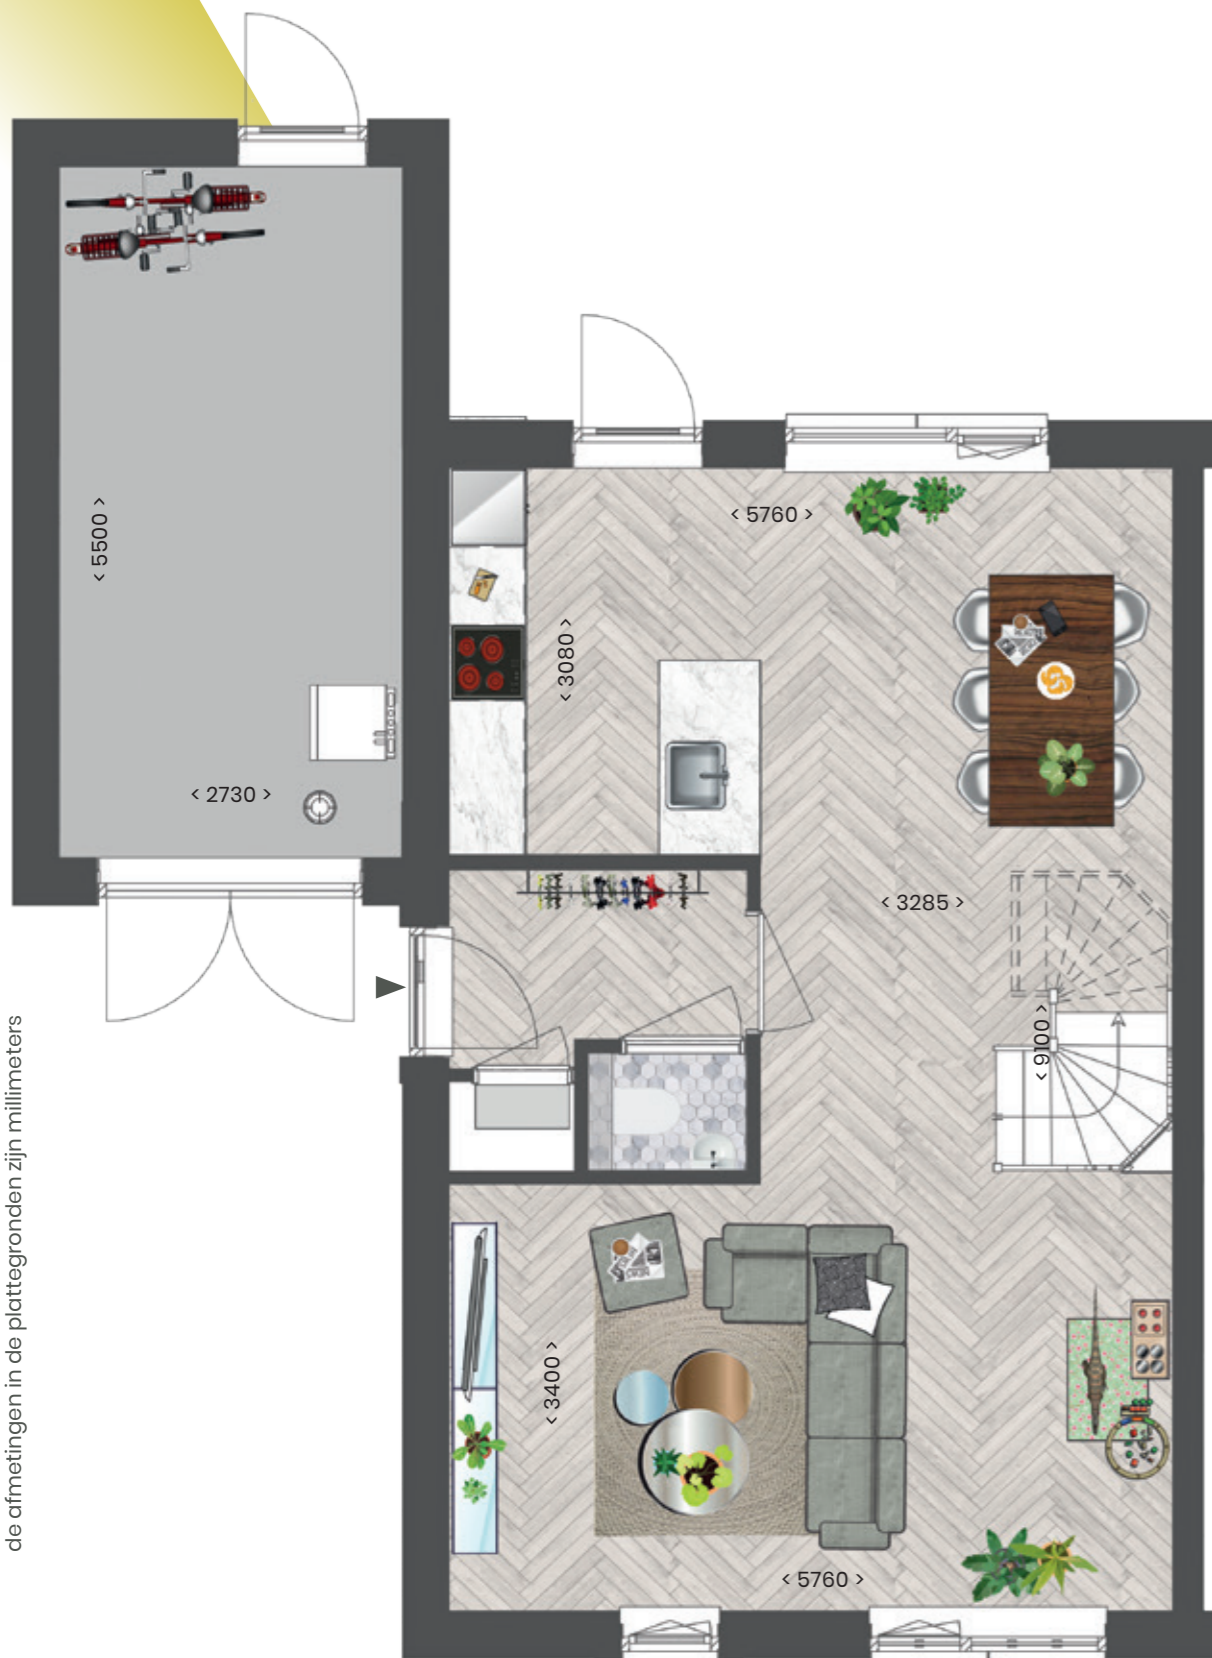 < 5500 >
< 5760 >
< 3080 >
< 2730 >
< 3285 >
< 9100 >
de afmetingen in de plattegronden zijn millimeters
< 3400 >
< 5760 >